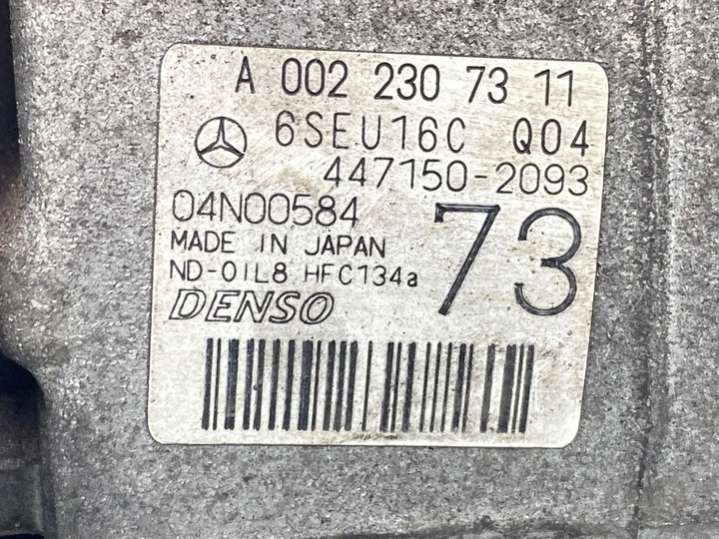 A 002 230 73 11
6SEU16C Q04
447150-2093
04N00584
73
MADE IN JAPAN
ND-OIL8 HFC134a
DENSO